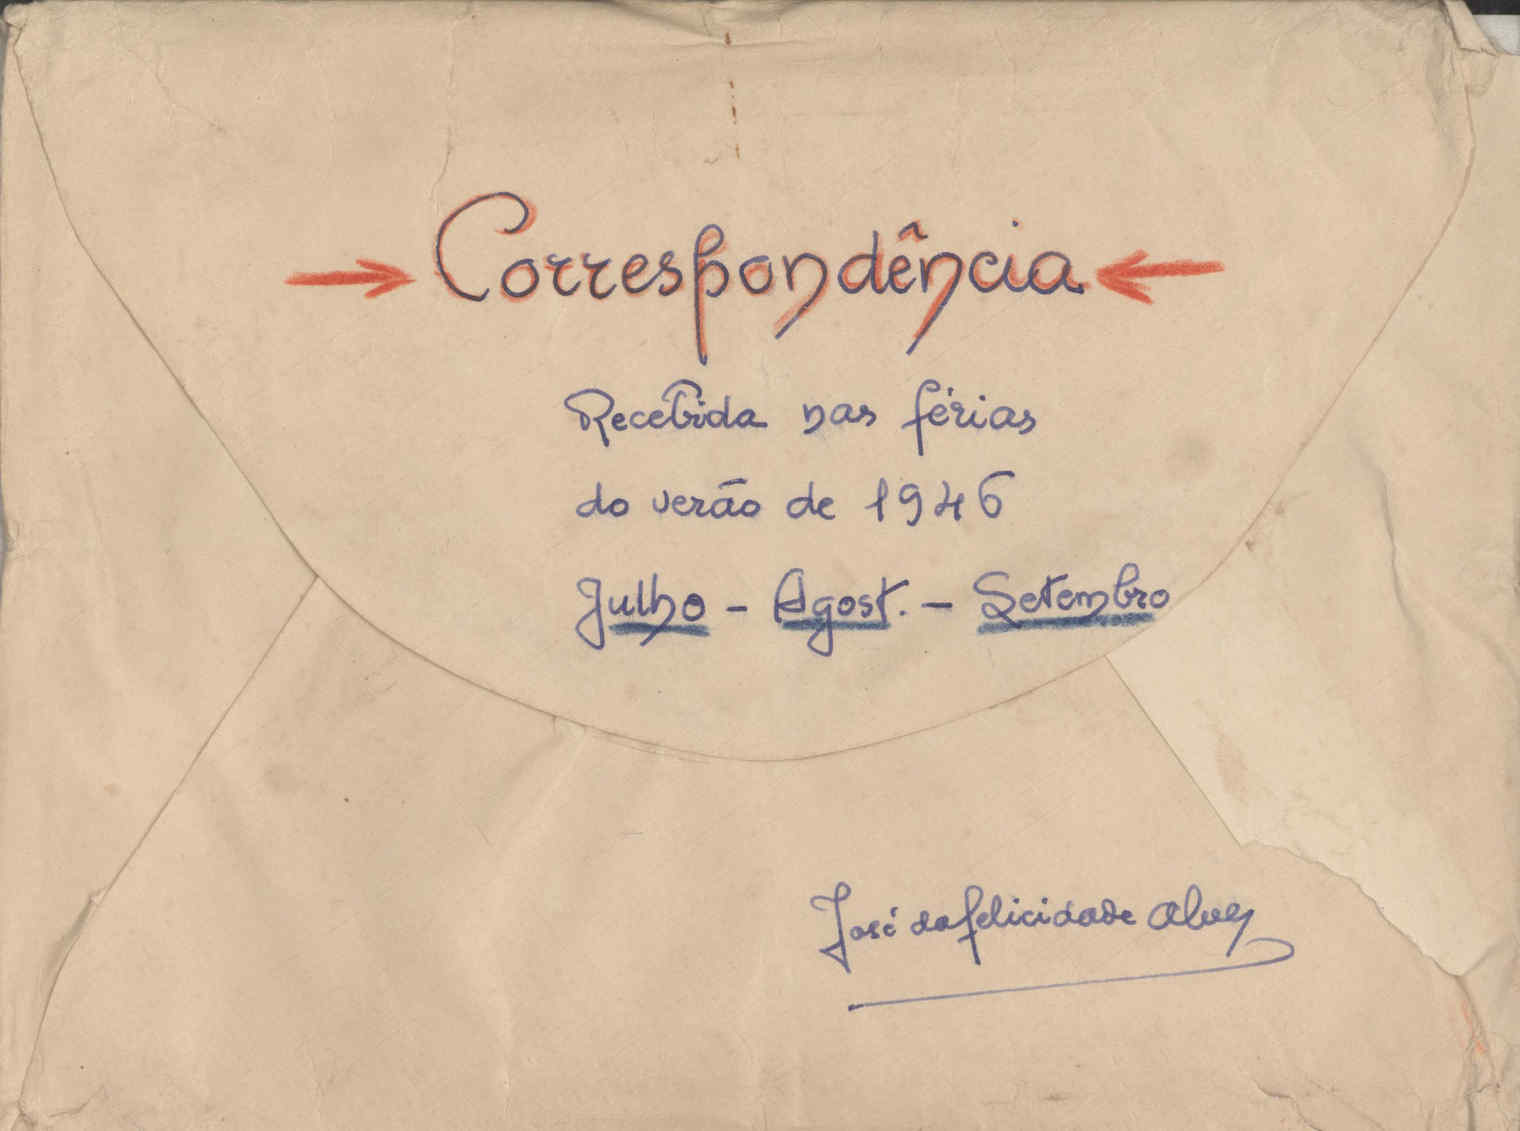 Correspondência
Recebida nas férias
do verão de 1946
Julho - Agost. - Setembro
José da felicidade Alves